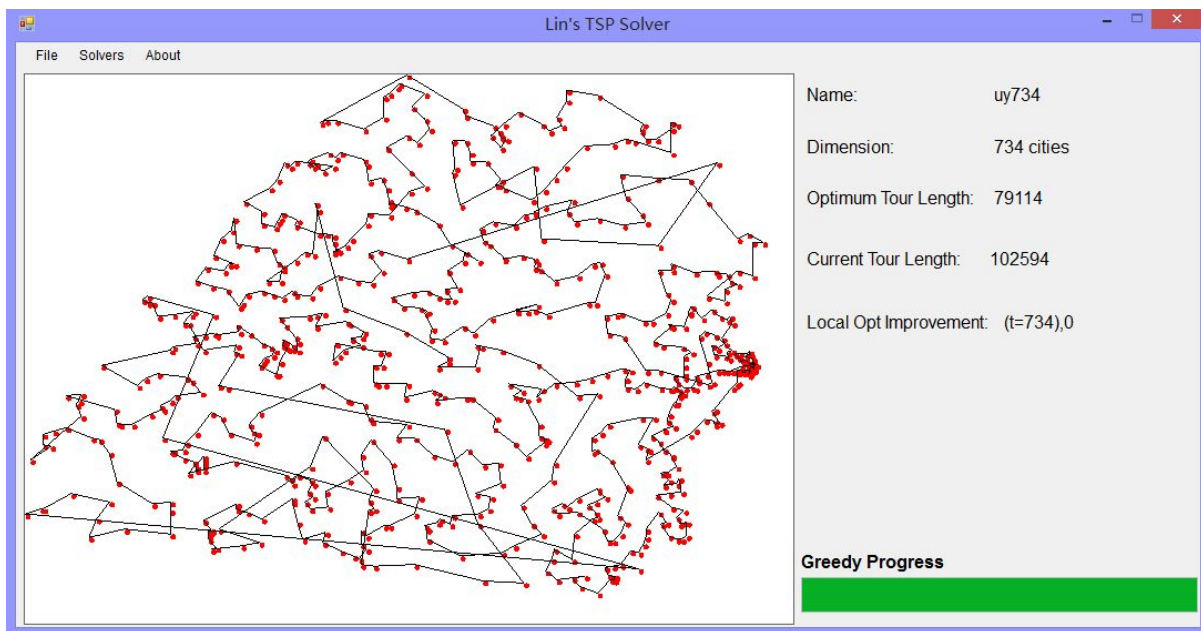 Lin's TSP Solver
File Solvers About
Name: uy734
Dimension: 734 cities
Optimum Tour Length: 79114
Current Tour Length: 102594
Local Opt Improvement: (t=734),0
Greedy Progress